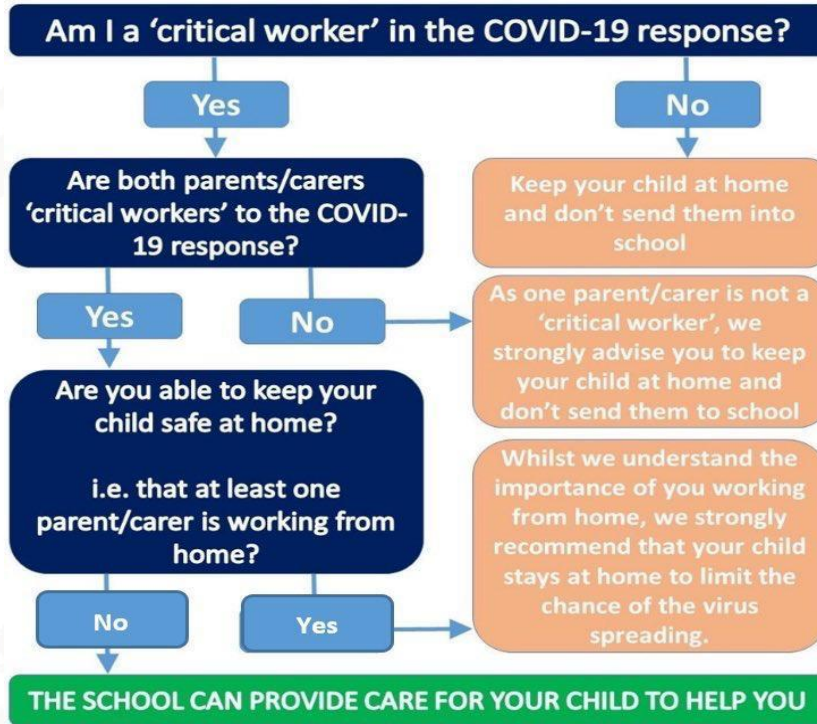 Am I a ‘critical worker’ in the COVID-19 response?
Yes
No
Are both parents/carers
‘critical workers’ to the COVID-
19 response?
Keep your child at home
and don’t send them into
school
Yes
No
As one parent/carer is not a
‘critical worker’, we
strongly advise you to keep
your child at home and
don’t send them to school
Are you able to keep your
child safe at home?
i.e. that at least one
parent/carer is working from
home?
Whilst we understand the
importance of you working
from home, we strongly
recommend that your child
stays at home to limit the
chance of the virus
spreading.
No
Yes
THE SCHOOL CAN PROVIDE CARE FOR YOUR CHILD TO HELP YOU